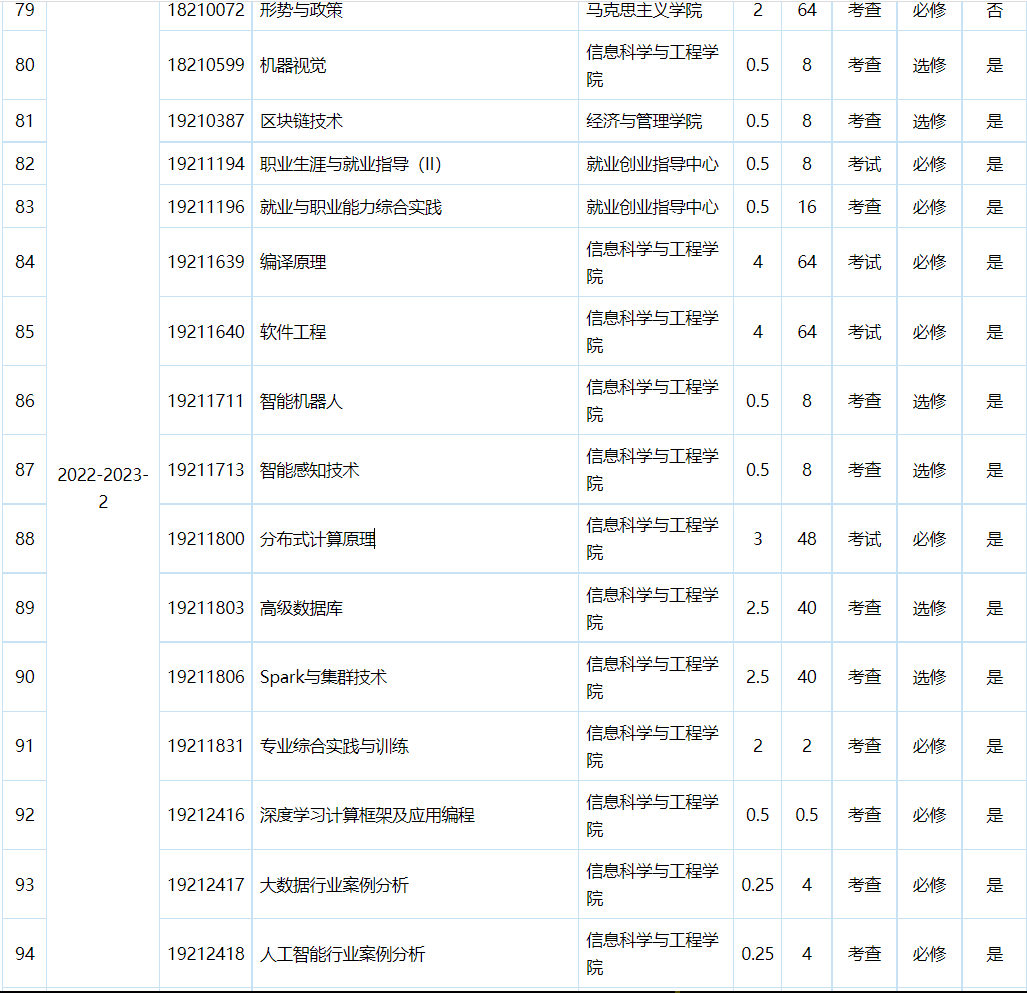 79 18210072 形势与政策 马克思主义学院 2 64 考查 必修 否
信息科学与工程学
80 18210599 机器视觉 0.5 8 考查 选修 是
院
81 19210387 区块链技术 经济与管理学院 0.5 8 考查 选修 是
82 19211194 职业生涯与就业指导（II） 就业创业指导中心 0.5 8 考试 必修 是
83 19211196 就业与职业能力综合实践 就业创业指导中心 0.5 16 考查 必修 是
信息科学与工程学
84 19211639 编译原理 4 64 考试 必修 是
院
信息科学与工程学
85 19211640 软件工程 4 64 考试 必修 是
院
信息科学与工程学
86 19211711 智能机器人 0.5 8 考查 选修 是
院
信息科学与工程学
87 19211713 智能感知技术 0.5 8 考查 选修 是
院
2022-2023-
2
信息科学与工程学
88 19211800 分布式计算原理 3 48 考试 必修 是
院
信息科学与工程学
89 19211803 高级数据库 2.5 40 考查 选修 是
院
信息科学与工程学
90 19211806 Spark与集群技术 2.5 40 考查 选修 是
院
信息科学与工程学
91 19211831 专业综合实践与训练 2 2 考查 必修 是
院
信息科学与工程学
92 19212416 深度学习计算框架及应用编程 0.5 0.5 考查 必修 是
院
信息科学与工程学
93 19212417 大数据行业案例分析 0.25 4 考查 必修 是
院
信息科学与工程学
94 19212418 人工智能行业案例分析 0.25 4 考查 必修 是
院